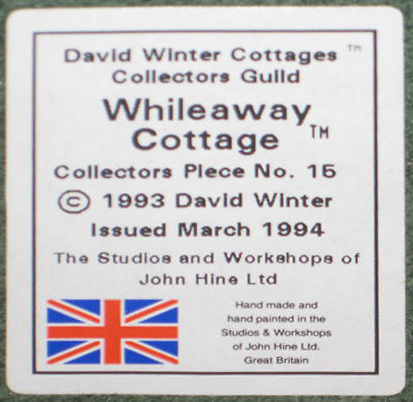 David Winter Cottages ™
Collectors Guild
Whileaway
Cottage ™
Collectors Piece No. 15
© 1993 David Winter
Issued March 1994
The Studios and Workshops of
John Hine Ltd
Hand made and
hand painted in the
Studios & Workshops
of John Hine Ltd.
Great Britain